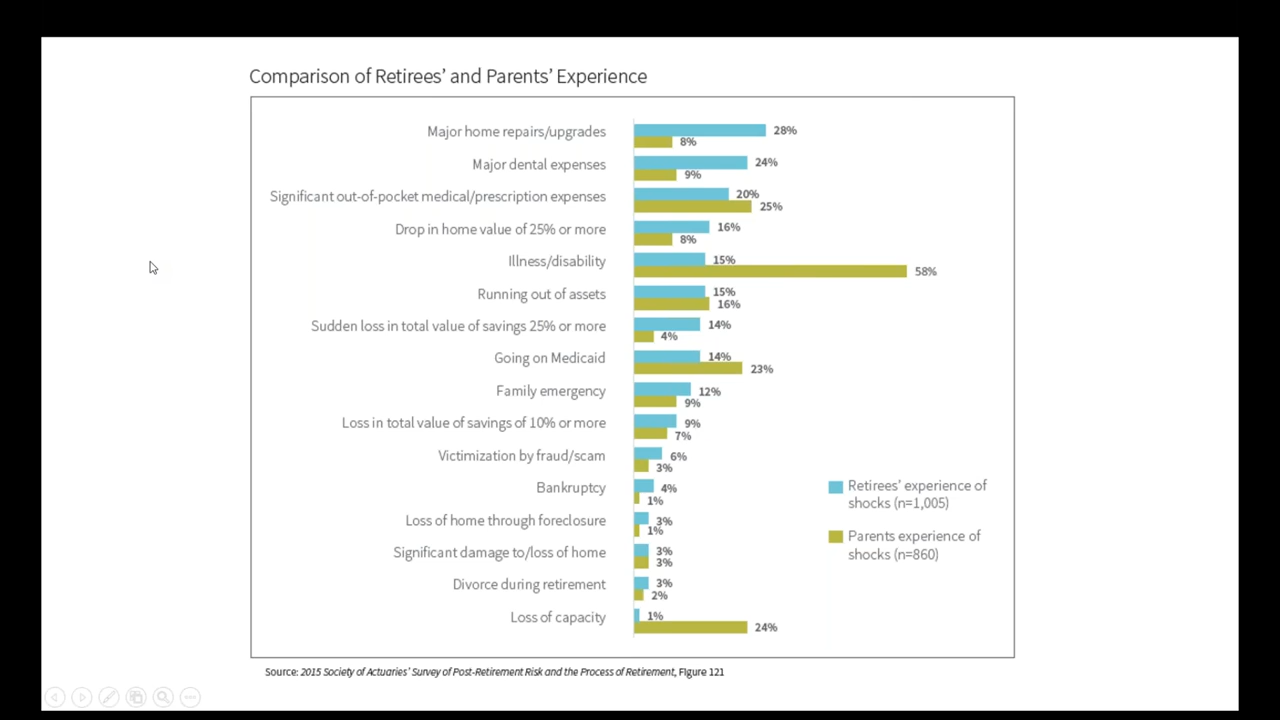 Comparison of Retirees’ and Parents’ Experience
Major home repairs/upgrades
28%
8%
Major dental expenses
24%
9%
Significant out-of-pocket medical/prescription expenses
20%
25%
Drop in home value of 25% or more
16%
8%
Illness/disability
15%
58%
Running out of assets
15%
16%
Sudden loss in total value of savings 25% or more
14%
4%
Going on Medicaid
14%
23%
Family emergency
12%
9%
Loss in total value of savings of 10% or more
9%
7%
Victimization by fraud/scam
6%
3%
Bankruptcy
4%
1%
Loss of home through foreclosure
3%
1%
Significant damage to/loss of home
3%
3%
Divorce during retirement
3%
2%
Loss of capacity
1%
24%
Retirees’ experience of
shocks (n=1,005)
Parents experience of
shocks (n=860)
Source: 2015 Society of Actuaries’ Survey of Post-Retirement Risk and the Process of Retirement, Figure 121